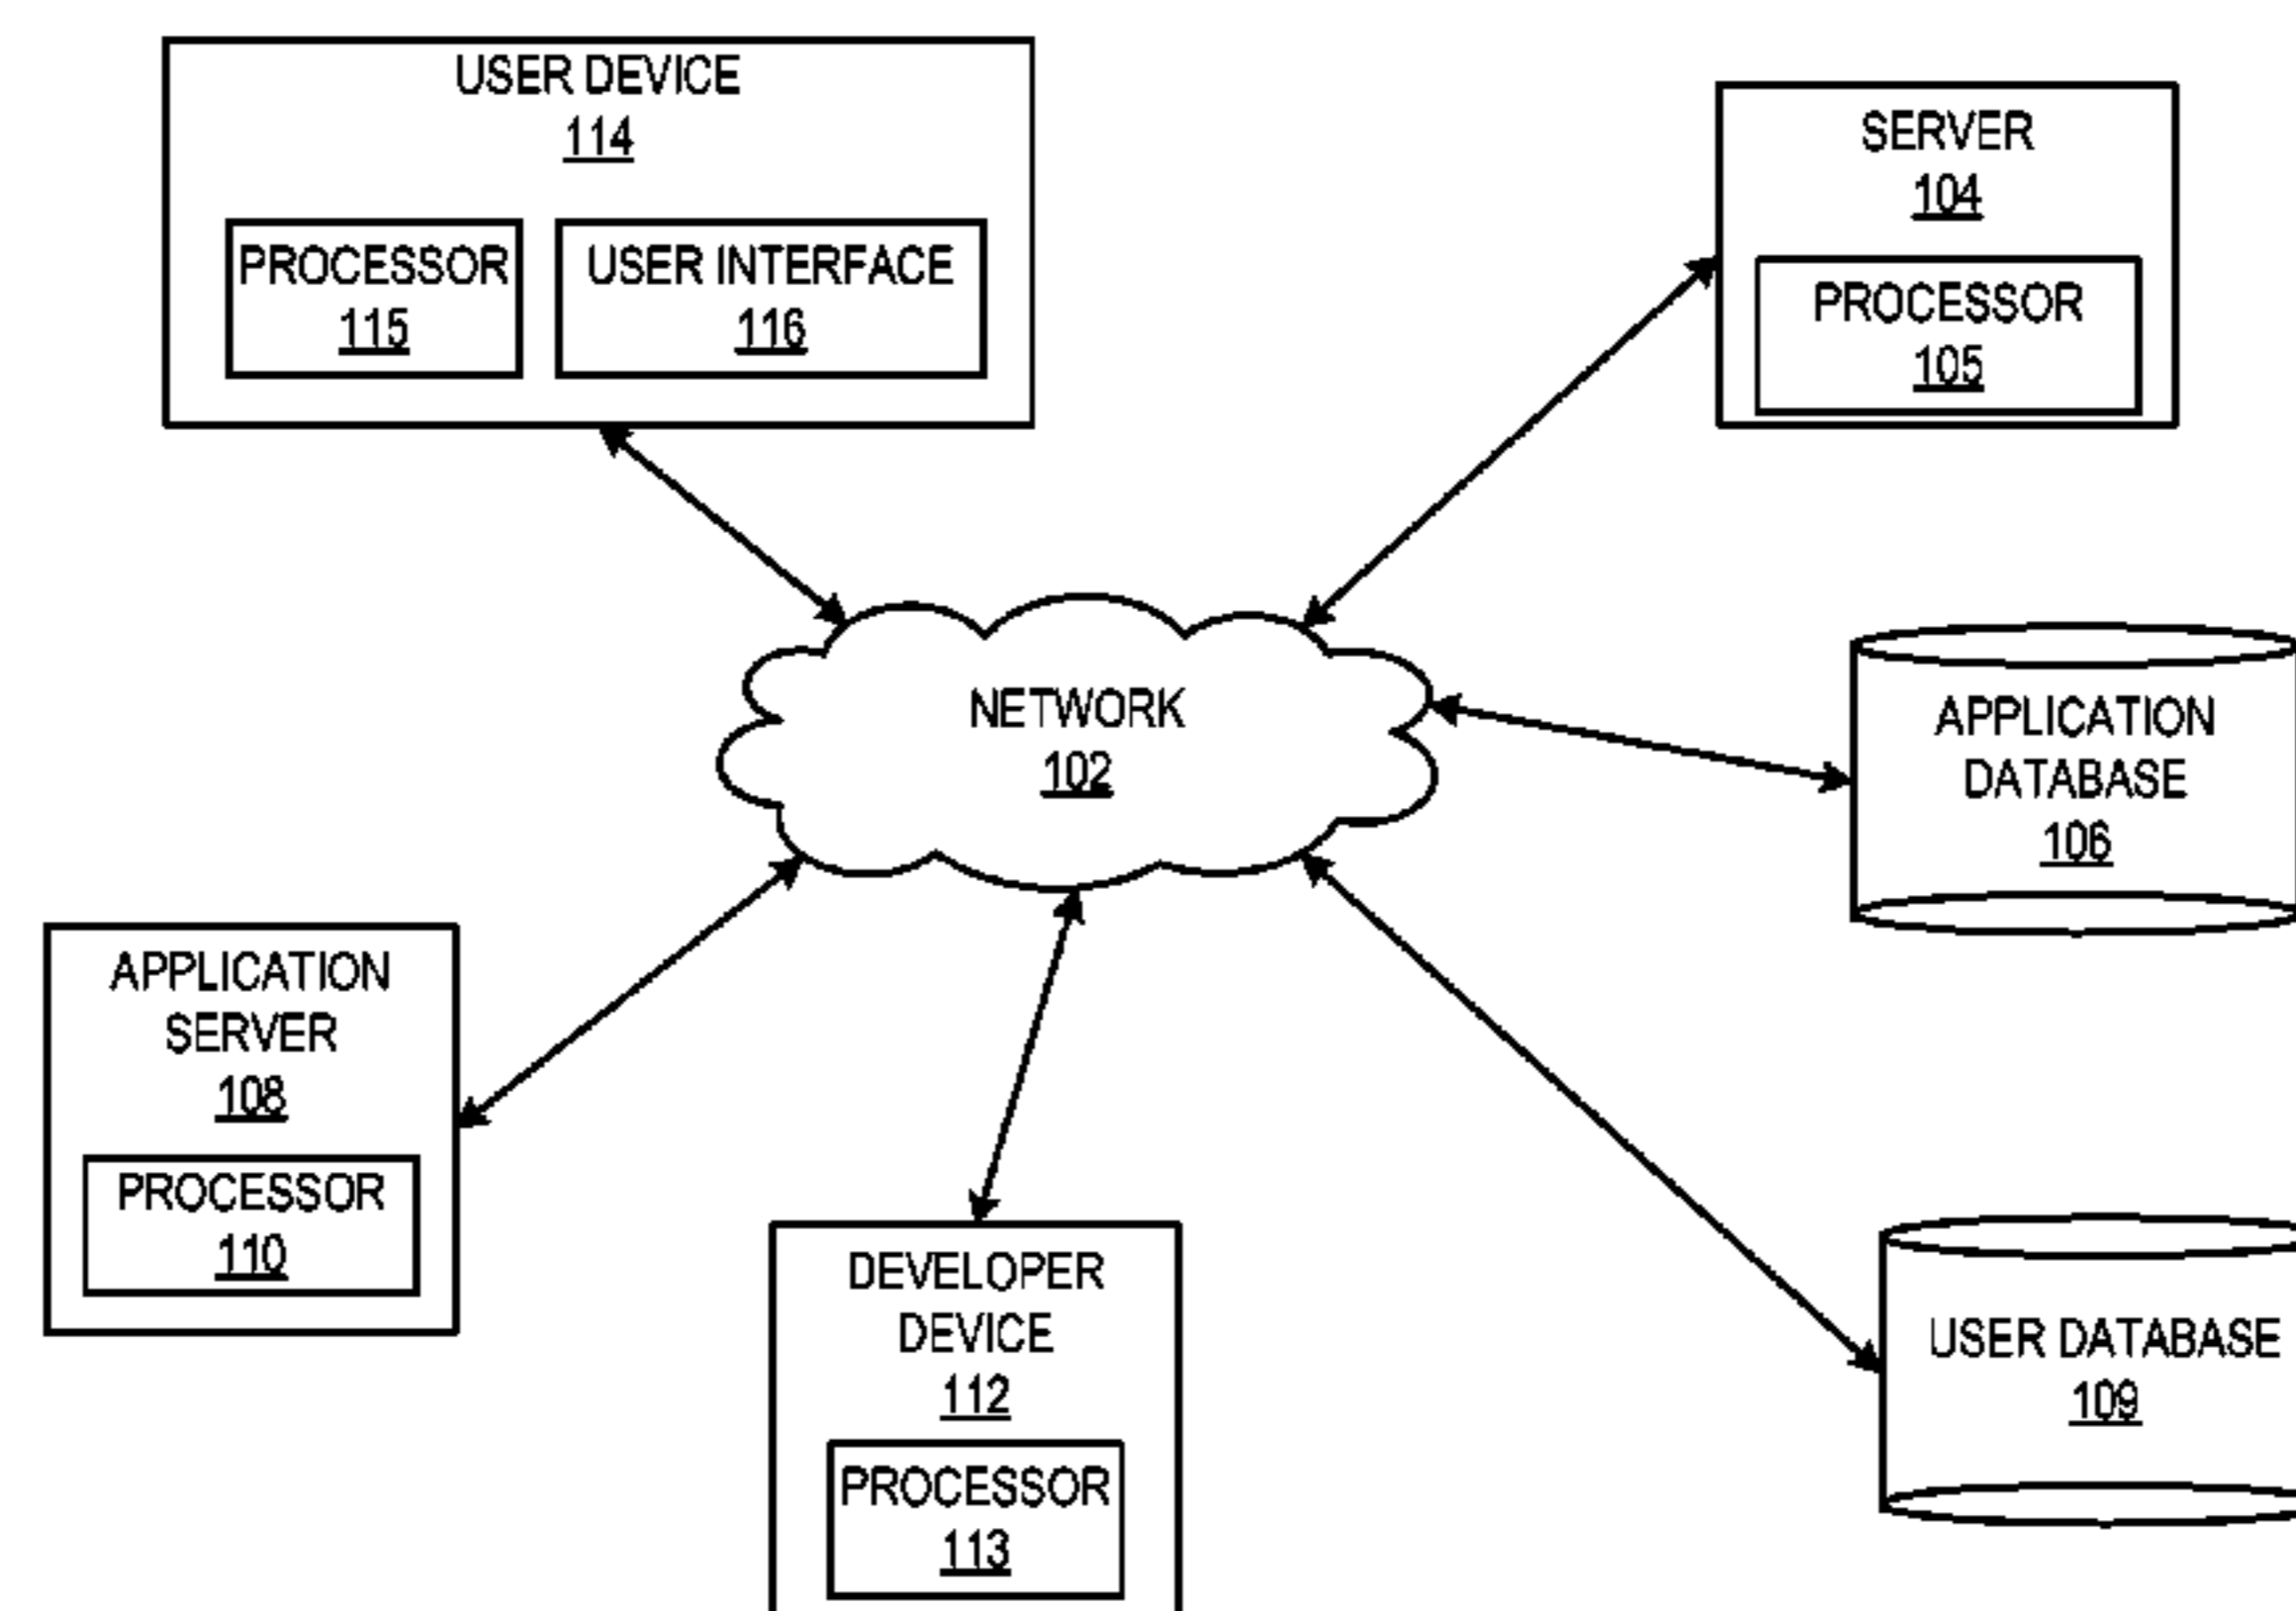 USER DEVICE
114
PROCESSOR
115
USER INTERFACE
116
SERVER
104
PROCESSOR
105
NETWORK
102
APPLICATION
DATABASE
106
APPLICATION
SERVER
108
PROCESSOR
110
DEVELOPER
DEVICE
112
PROCESSOR
113
USER DATABASE
109